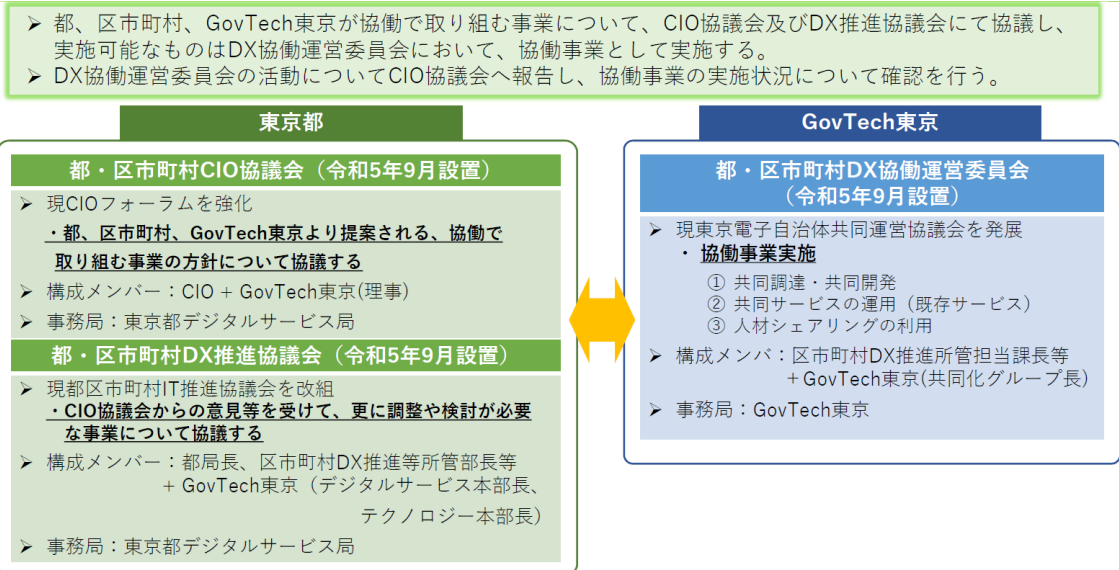 ➢ 都、区市町村、GovTech東京が協働で取り組む事業について、CIO協議会及びDX推進協議会にて協議し、
実施可能なものはDX協働運営委員会において、協働事業として実施する。
➢ DX協働運営委員会の活動についてCIO協議会へ報告し、協働事業の実施状況について確認を行う。
東京都
都・区市町村CIO協議会（令和5年9月設置）
➢ 現CIOフォーラムを強化
・都、区市町村、GovTech東京より提案される、協働で
取り組む事業の方針について協議する
➢ 構成メンバー：CIO + GovTech東京(理事)
➢ 事務局：東京都デジタルサービス局
都・区市町村DX推進協議会（令和5年9月設置）
➢ 現都区市町村IT推進協議会を改組
・CIO協議会からの意見等を受けて、更に調整や検討が必要
な事業について協議する
➢ 構成メンバー：都局長、区市町村DX推進等所管部長等
+ GovTech東京（デジタルサービス本部長、
テクノロジー本部長）
➢ 事務局：東京都デジタルサービス局
GovTech東京
都・区市町村DX協働運営委員会
（令和5年9月設置）
➢ 現東京電子自治体共同運営協議会を発展
・ 協働事業実施
① 共同調達・共同開発
② 共同サービスの運用（既存サービス）
③ 人材シェアリングの利用
➢ 構成メンバ：区市町村DX推進所管担当課長等
＋GovTech東京(共同化グループ長)
➢ 事務局：GovTech東京